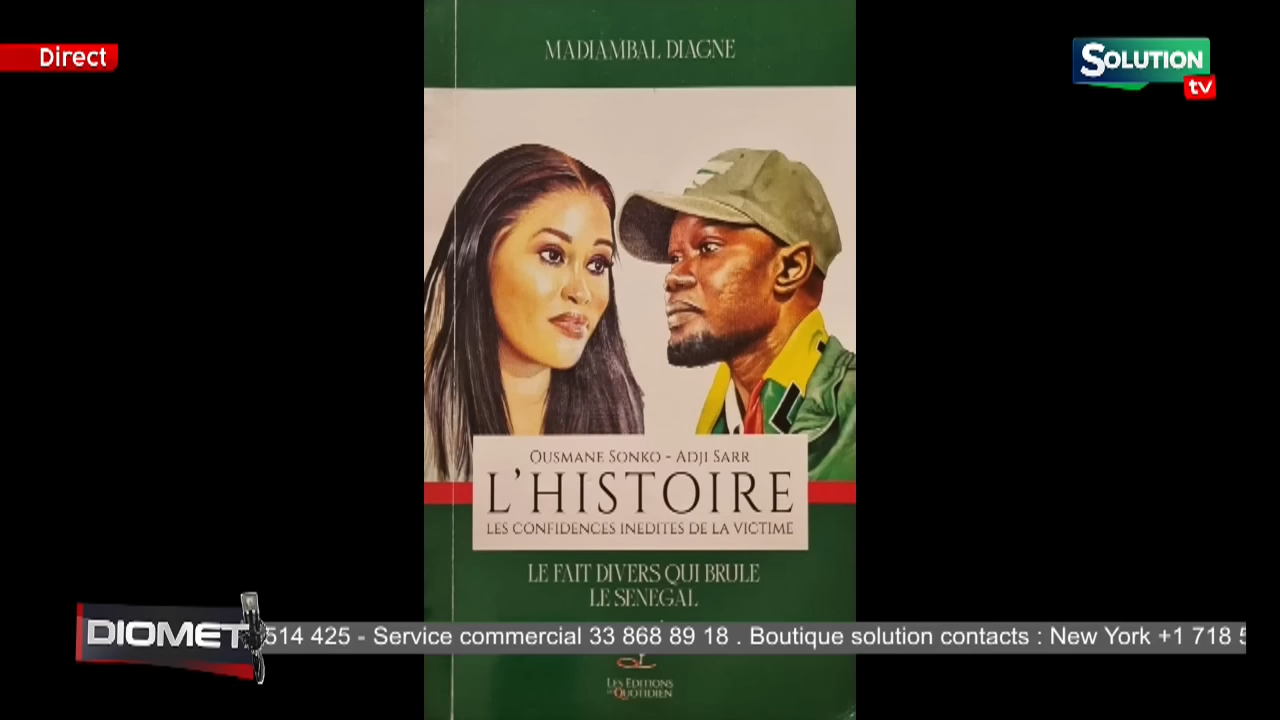 Direct
SOLUTION
tv
MADIAMBAL DIAGNE
OUSMANE SONKO - ADJI SARR
L'HISTOIRE
LES CONFIDENCES INEDITES DE LA VICTIME
LE FAIT DIVERS QUI BRULE
LE SENEGAL
DIOMET
514 425 - Service commercial 33 868 89 18 . Boutique solution contacts : New York +1 718 5
LES EDITIONS
LE QUOTIDIEN